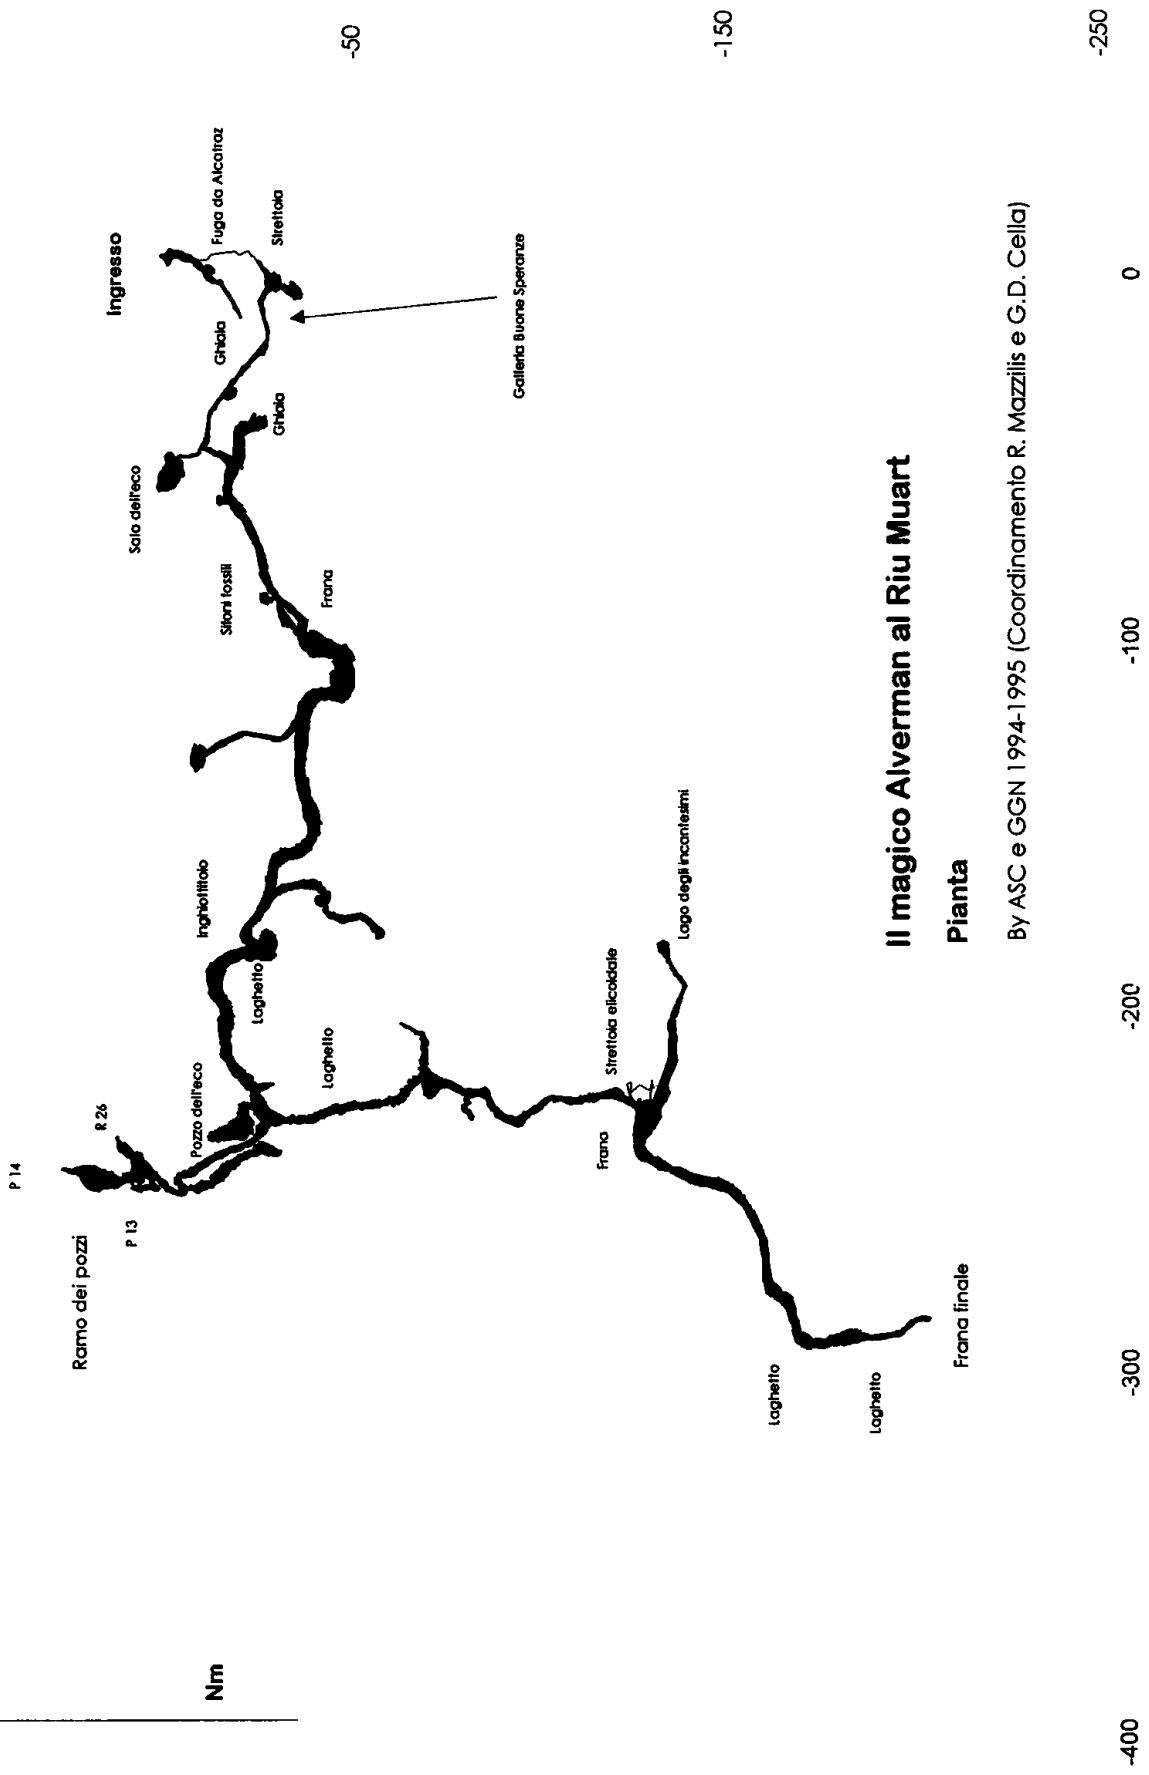 Nm
P 14
Ramo dei pozzi
R 26
P 13
Pozzo dell'eco
Inghiottitoio
Laghetto
Laghetto
Sala dell'eco
Sifoni fossili
Frana
Ingresso
Fuga da Alcatraz
Strettoia
Ghiaia
Ghiaia
Galleria Buone Speranze
Strettoia elicoidale
Lago degli incantesimi
Frana
Laghetto
Laghetto
Frana finale
Il magico Alverman al Riu Muart
Pianta
By ASC e GGN 1994-1995 (Coordinamento R. Mazzilis e G.D. Cella)
-50
-150
-250
-400
-300
-200
-100
0